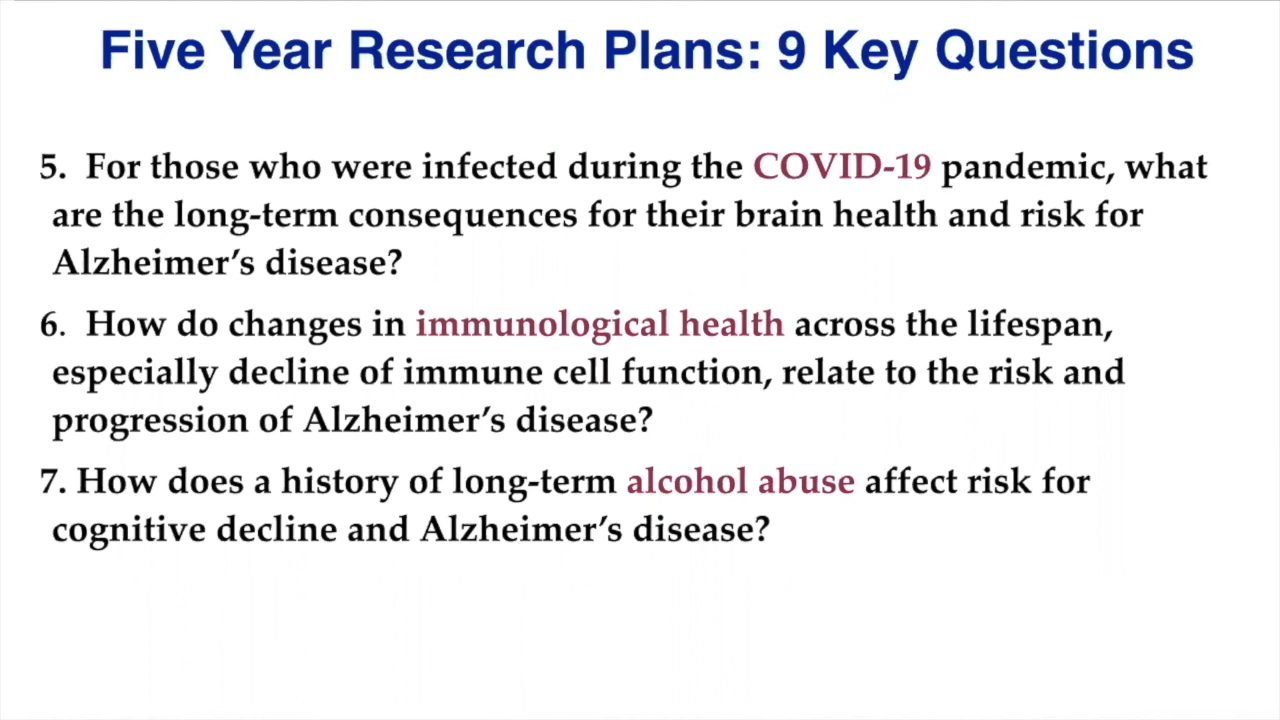 Five Year Research Plans: 9 Key Questions
5. For those who were infected during the COVID-19 pandemic, what
are the long-term consequences for their brain health and risk for
Alzheimer’s disease?
6. How do changes in immunological health across the lifespan,
especially decline of immune cell function, relate to the risk and
progression of Alzheimer’s disease?
7. How does a history of long-term alcohol abuse affect risk for
cognitive decline and Alzheimer’s disease?